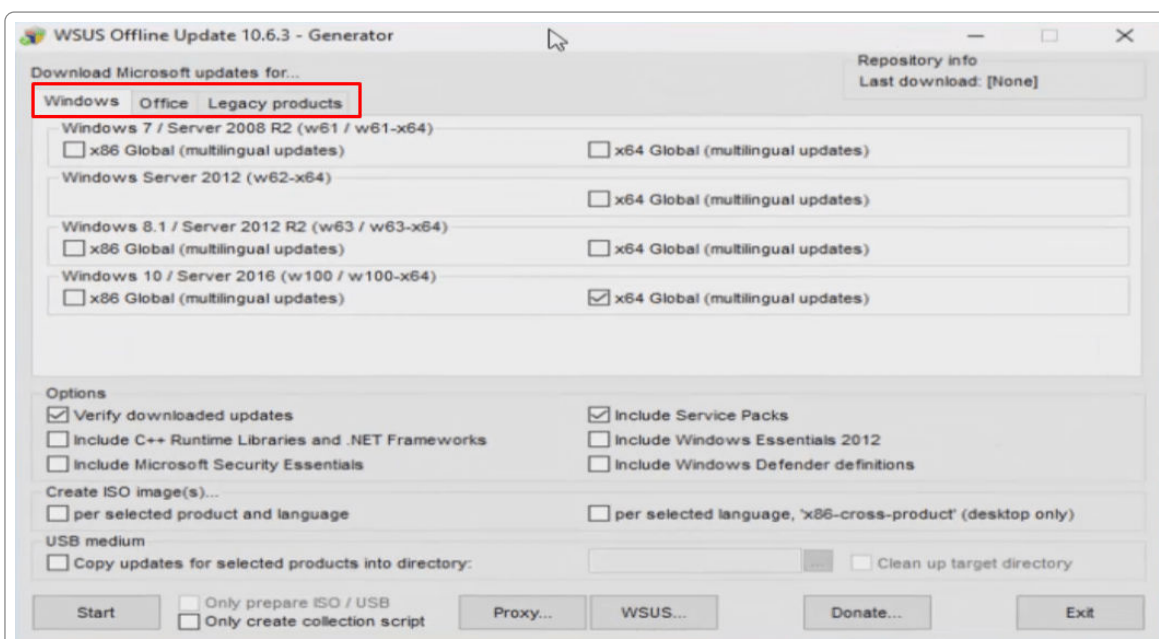 WSUS Offline Update 10.6.3 - Generator
Download Microsoft updates for...
Repository info
Last download: [None]
Windows Office Legacy products
Windows 7 / Server 2008 R2 (w61 / w61-x64)
x86 Global (multilingual updates) x64 Global (multilingual updates)
Windows Server 2012 (w62-x64)
x64 Global (multilingual updates)
Windows 8.1 / Server 2012 R2 (w63 / w63-x64)
x86 Global (multilingual updates) x64 Global (multilingual updates)
Windows 10 / Server 2016 (w100 / w100-x64)
x86 Global (multilingual updates) x64 Global (multilingual updates)
Options
Verify downloaded updates Include Service Packs
Include C++ Runtime Libraries and .NET Frameworks Include Windows Essentials 2012
Include Microsoft Security Essentials Include Windows Defender definitions
Create ISO image(s)...
per selected product and language per selected language, 'x86-cross-product' (desktop only)
USB medium
Copy updates for selected products into directory: ... Clean up target directory
Start Only prepare ISO / USB
Only create collection script Proxy... WSUS... Donate... Exit